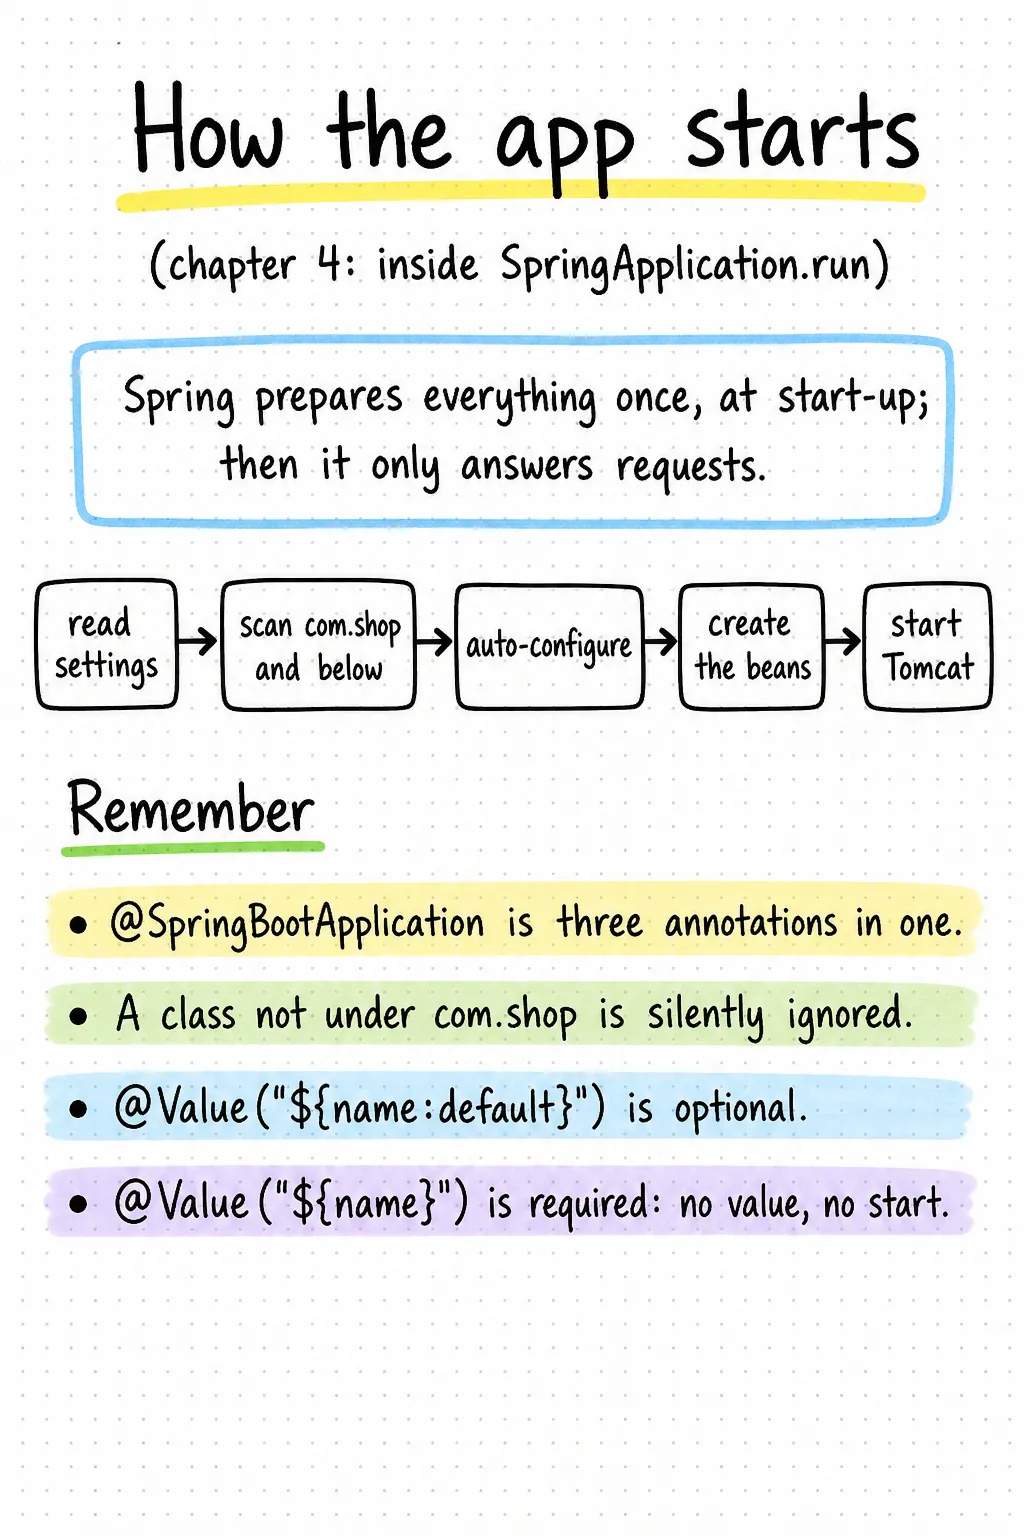 How the app starts
(chapter 4: inside SpringApplication.run)
Spring prepares everything once, at start-up;
then it only answers requests.
read
settings
scan com.shop
and below
auto-configure
create
the beans
start
Tomcat
Remember
• @SpringBootApplication is three annotations in one.
• A class not under com.shop is silently ignored.
• @Value("${name:default}") is optional.
• @Value("${name}") is required: no value, no start.